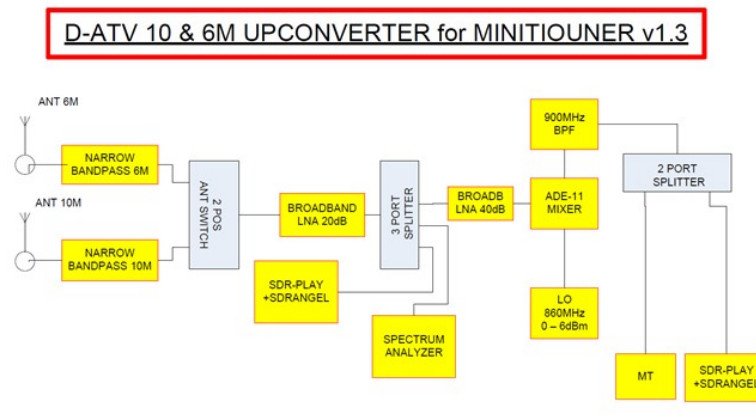 D-ATV 10 & 6M UPCONVERTER for MINITIOUNER v1.3
ANT 6M
NARROW
BANDPASS 6M
ANT 10M
NARROW
BANDPASS 10M
2 POS
ANT SWITCH
BROADBAND
LNA 20dB
3 PORT
SPLITTER
BROADB
LNA 40dB
900MHz
BPF
ADE-11
MIXER
LO
860MHz
0 – 6dBm
2 PORT
SPLITTER
SDR-PLAY
+SDRANGEL
SPECTRUM
ANALYZER
MT
SDR-PLAY
+SDRANGEL